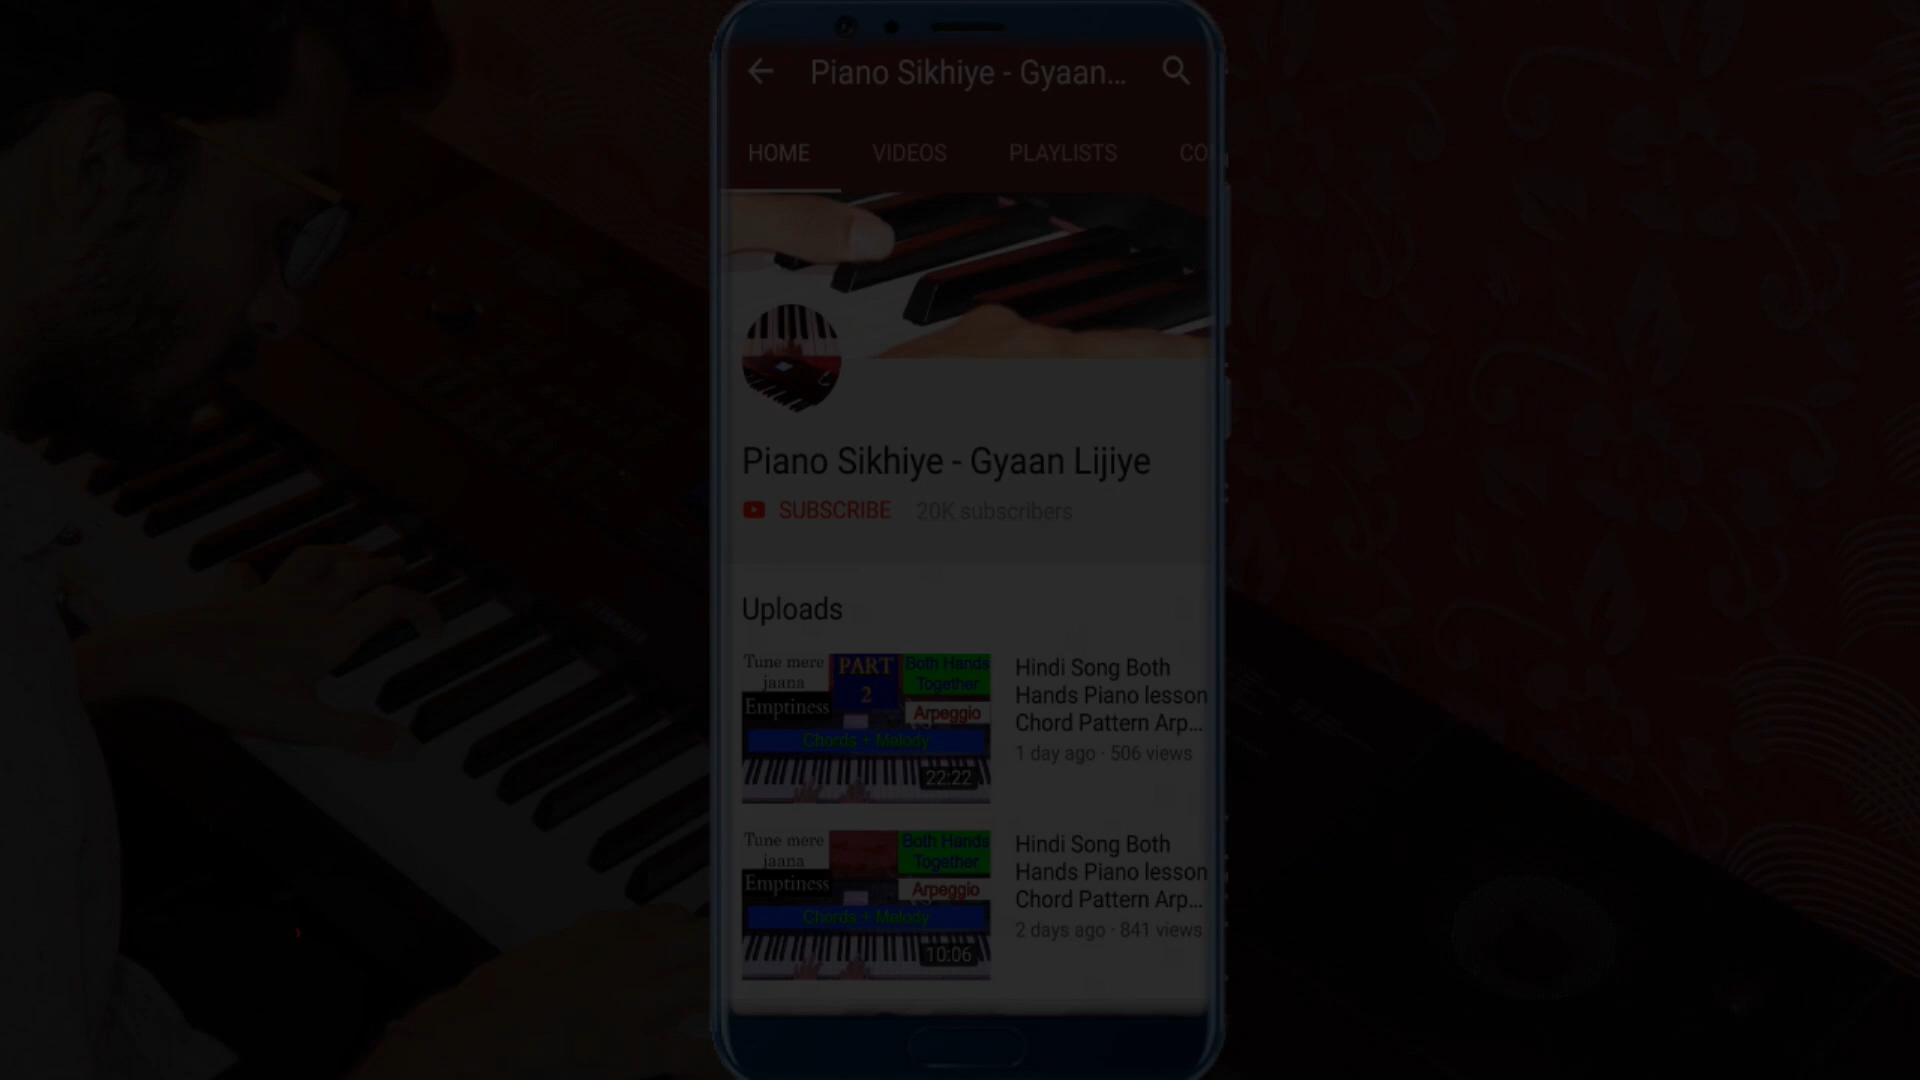 Piano Sikhiye - Gyaan...
HOME VIDEOS PLAYLISTS CO
Piano Sikhiye - Gyaan Lijiye
SUBSCRIBE 20K subscribers
Uploads
Tune mere
jaana
Emptiness
PART
2
Both Hands
Together
Arpeggio
Chords + Melody
22:22
Hindi Song Both
Hands Piano lesson
Chord Pattern Arp...
1 day ago · 506 views
Tune mere
jaana
Emptiness
Both Hands
Together
Arpeggio
Chords + Melody
10:06
Hindi Song Both
Hands Piano lesson
Chord Pattern Arp...
2 days ago · 841 views